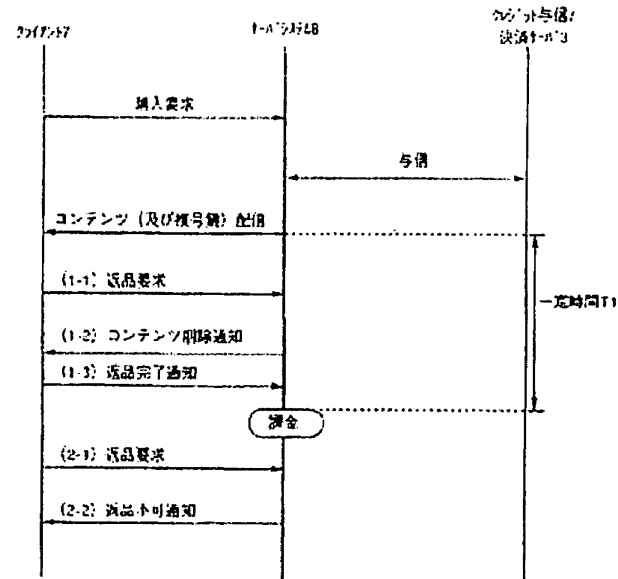 クライアント7
サーバシステム8
クレジット与信/
決済サーバ3
購入要求
与信
コンテンツ (及び復号鍵) 配信
(1-1) 返品要求
一定時間T1
(1-2) コンテンツ削除通知
(1-3) 返品完了通知
課金
(2-1) 返品要求
(2-2) 返品不可通知